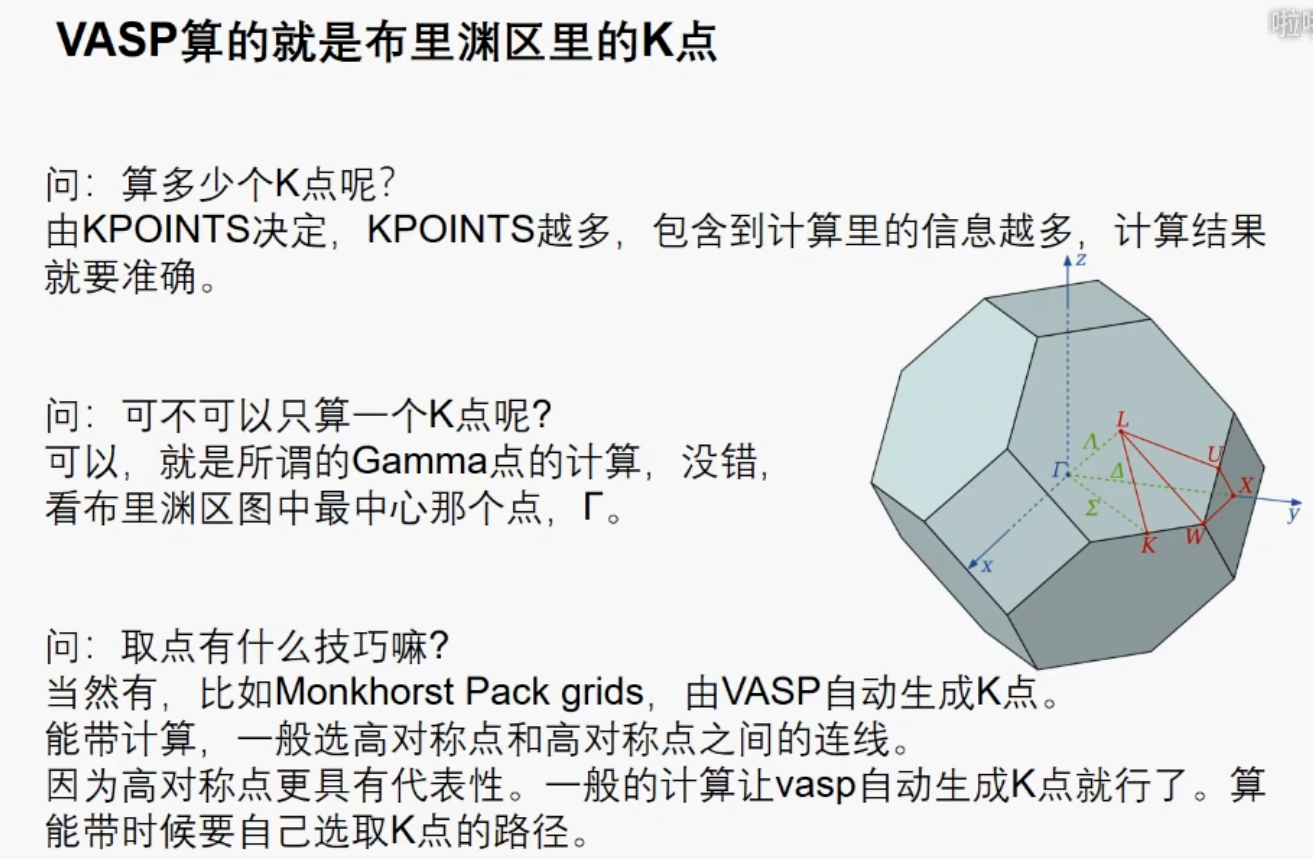 VASP算的就是布里渊区里的K点
啦
问：算多少个K点呢？
由KPOINTS决定，KPOINTS越多，包含到计算里的信息越多，计算结果
就要准确。
问：可不可以只算一个K点呢？
可以，就是所谓的Gamma点的计算，没错，
看布里渊区图中最中心那个点，Γ。
z
L
Λ
U
Γ
Δ
X
Σ
y
K
W
x
问：取点有什么技巧嘛？
当然有，比如Monkhorst Pack grids，由VASP自动生成K点。
能带计算，一般选高对称点和高对称点之间的连线。
因为高对称点更具有代表性。一般的计算让vasp自动生成K点就行了。算
能带时候要自己选取K点的路径。